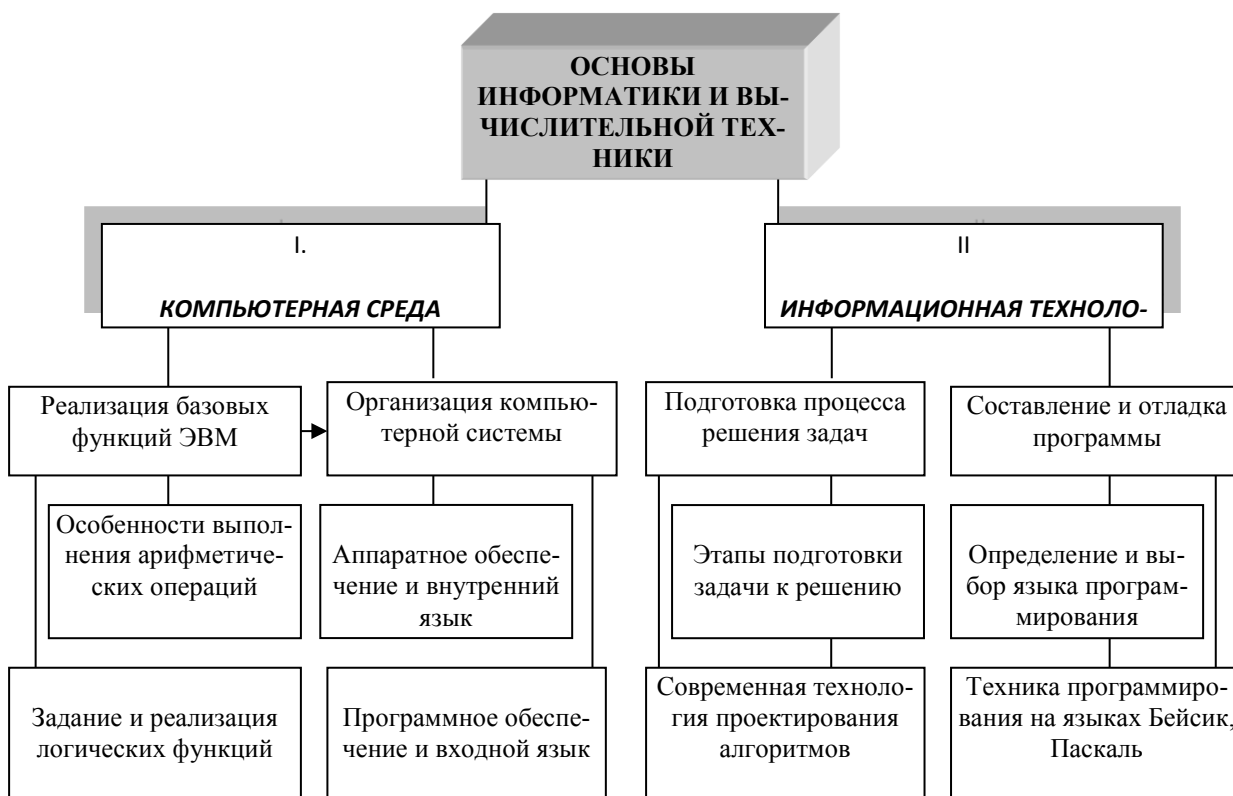 ОСНОВЫ
ИНФОРМАТИКИ И ВЫ-
ЧИСЛИТЕЛЬНОЙ ТЕХ-
НИКИ
I.
КОМПЬЮТЕРНАЯ СРЕДА
II
ИНФОРМАЦИОННАЯ ТЕХНОЛО-
Реализация базовых
функций ЭВМ
Организация компью-
терной системы
Подготовка процесса
решения задач
Составление и отладка
программы
Особенности выпол-
нения арифметиче-
ских операций
Аппаратное обеспе-
чение и внутренний
язык
Этапы подготовки
задачи к решению
Определение и вы-
бор языка програм-
мирования
Задание и реализация
логических функций
Программное обеспе-
чение и входной язык
Современная техноло-
гия проектирования
алгоритмов
Техника программиро-
вания на языках Бейсик,
Паскаль